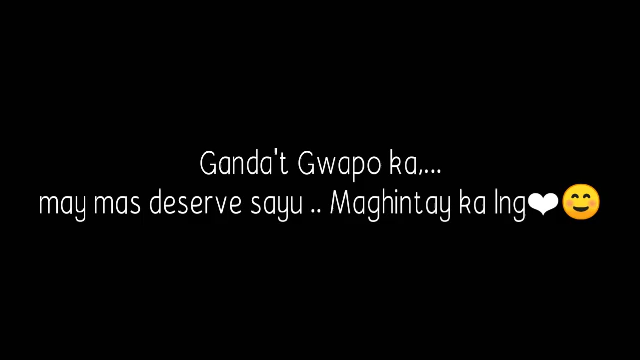 Ganda't Gwapo ka,...
may mas deserve sayu .. Maghintay ka lng❤😊